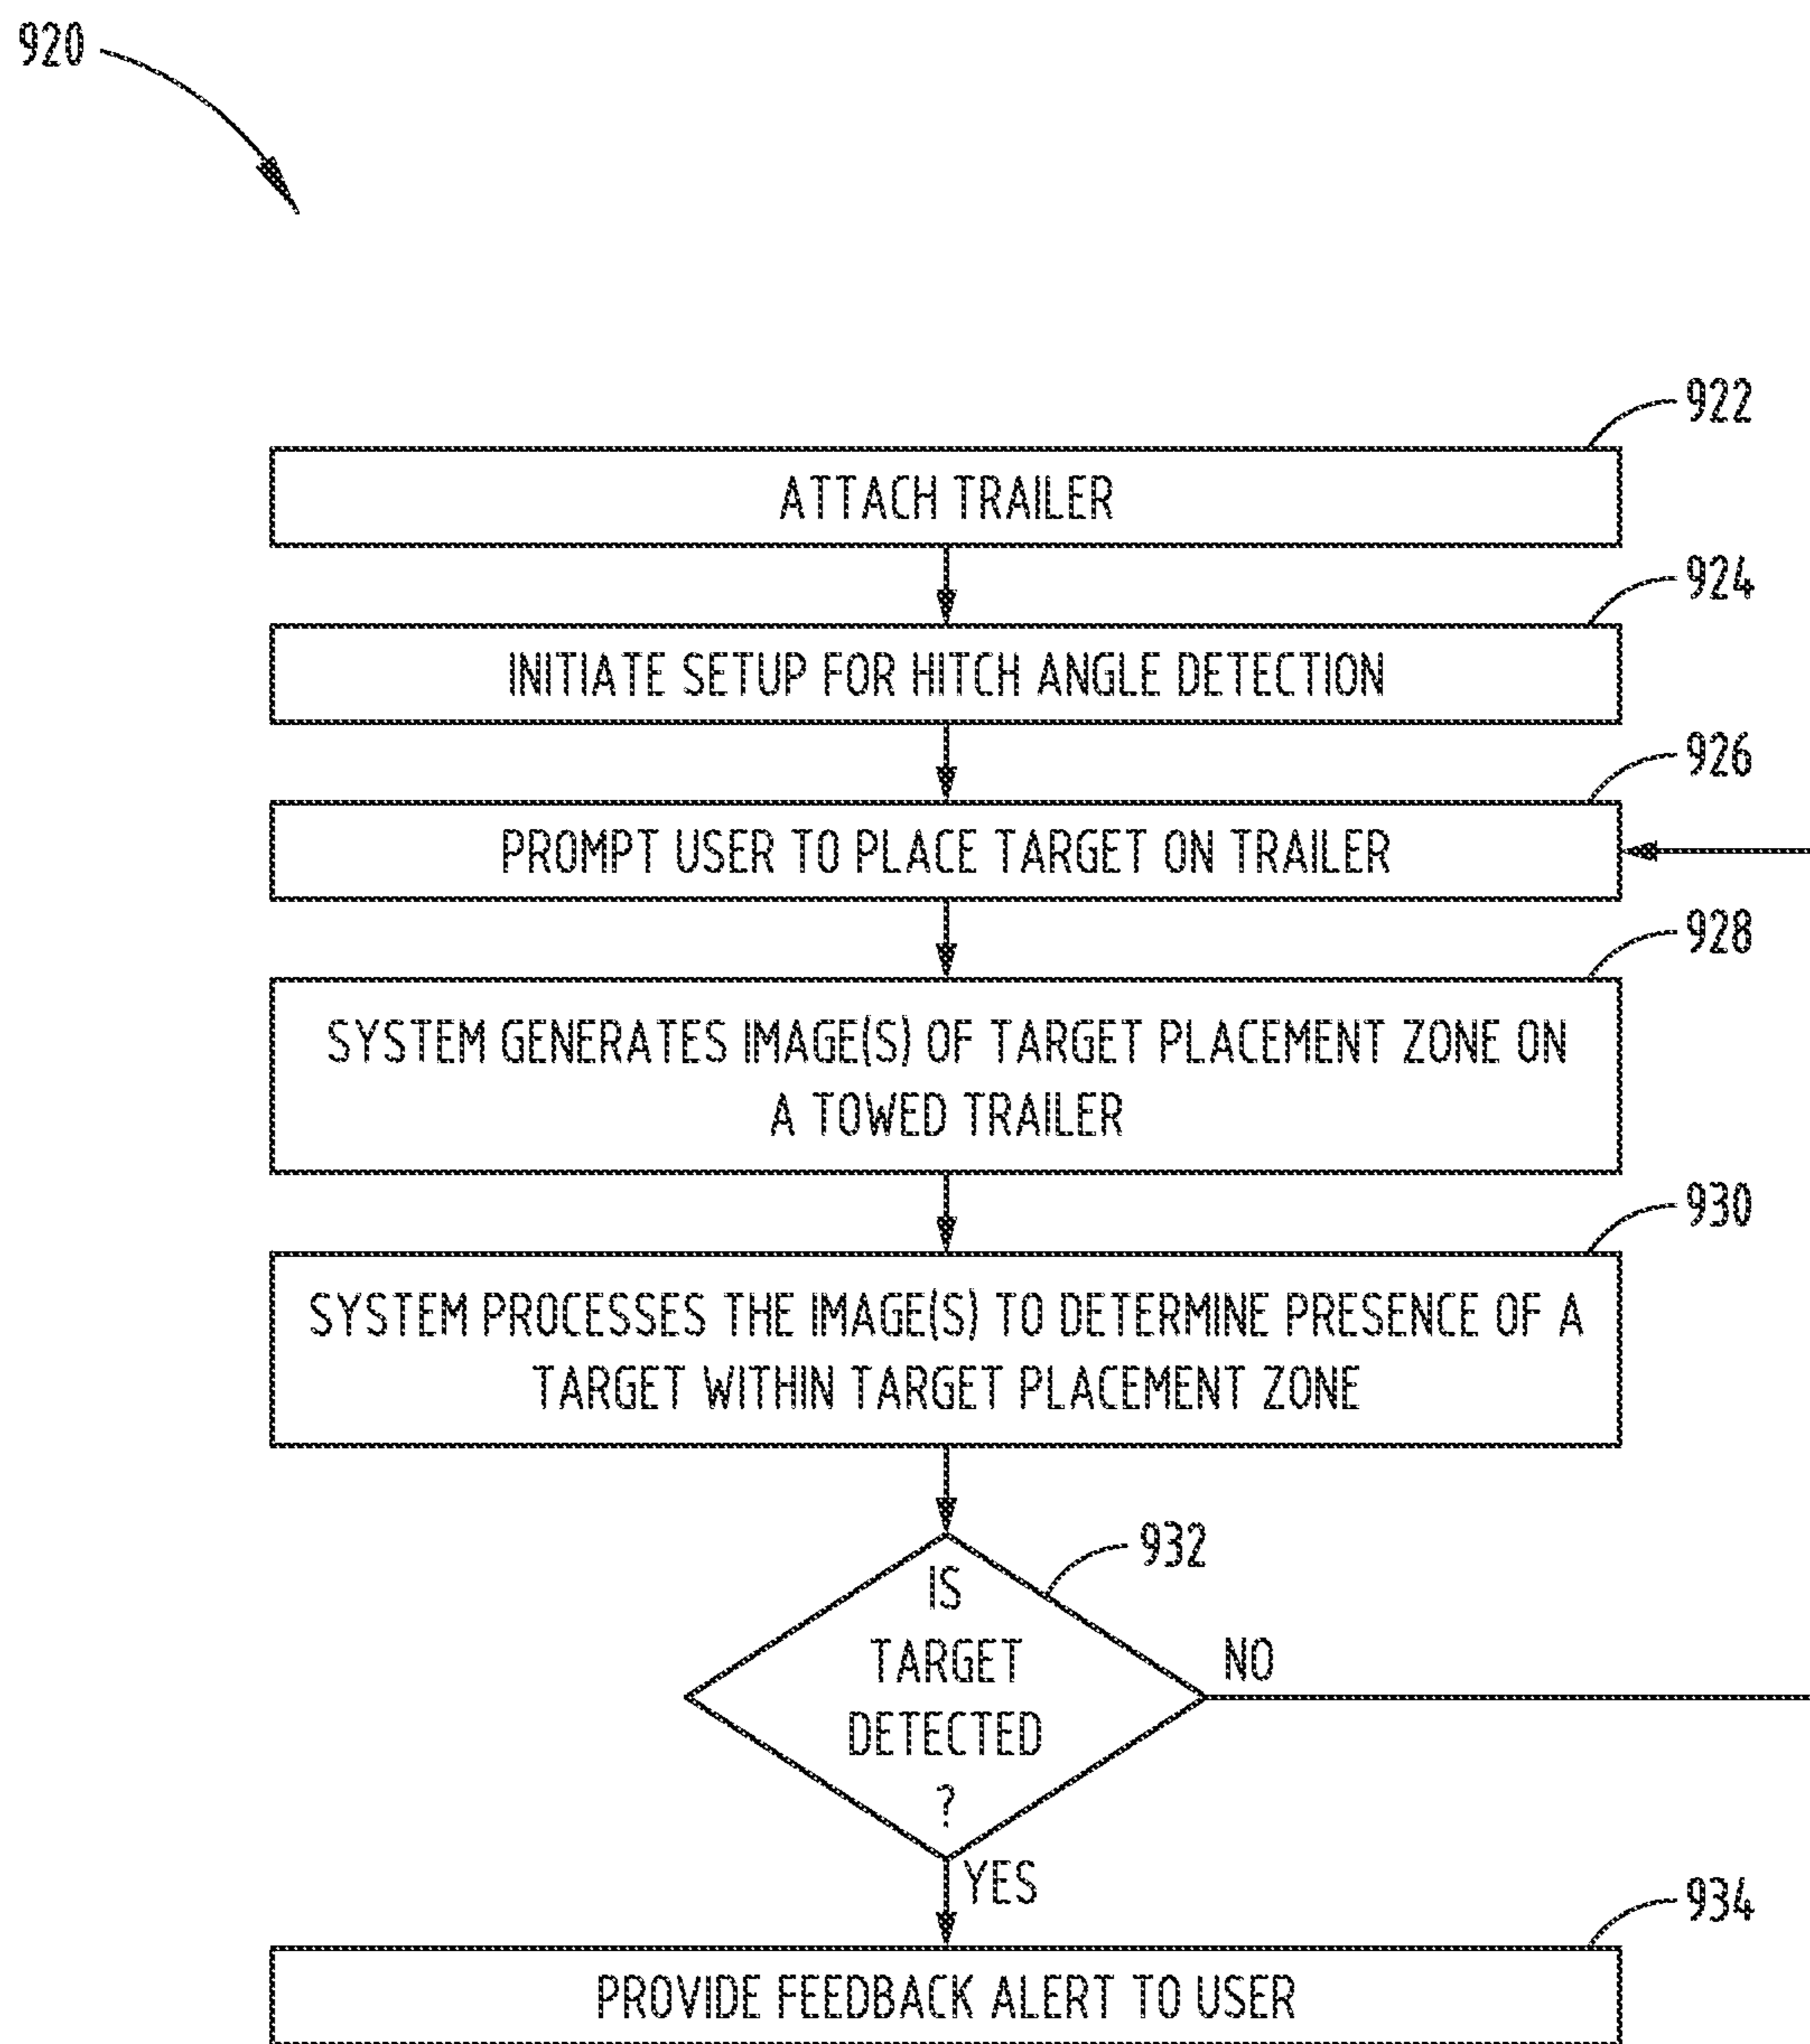 920
922
ATTACH TRAILER
924
INITIATE SETUP FOR HITCH ANGLE DETECTION
926
PROMPT USER TO PLACE TARGET ON TRAILER
928
SYSTEM GENERATES IMAGE(S) OF TARGET PLACEMENT ZONE ON
A TOWED TRAILER
930
SYSTEM PROCESSES THE IMAGE(S) TO DETERMINE PRESENCE OF A
TARGET WITHIN TARGET PLACEMENT ZONE
932
IS
TARGET
DETECTED
?
NO
YES
934
PROVIDE FEEDBACK ALERT TO USER